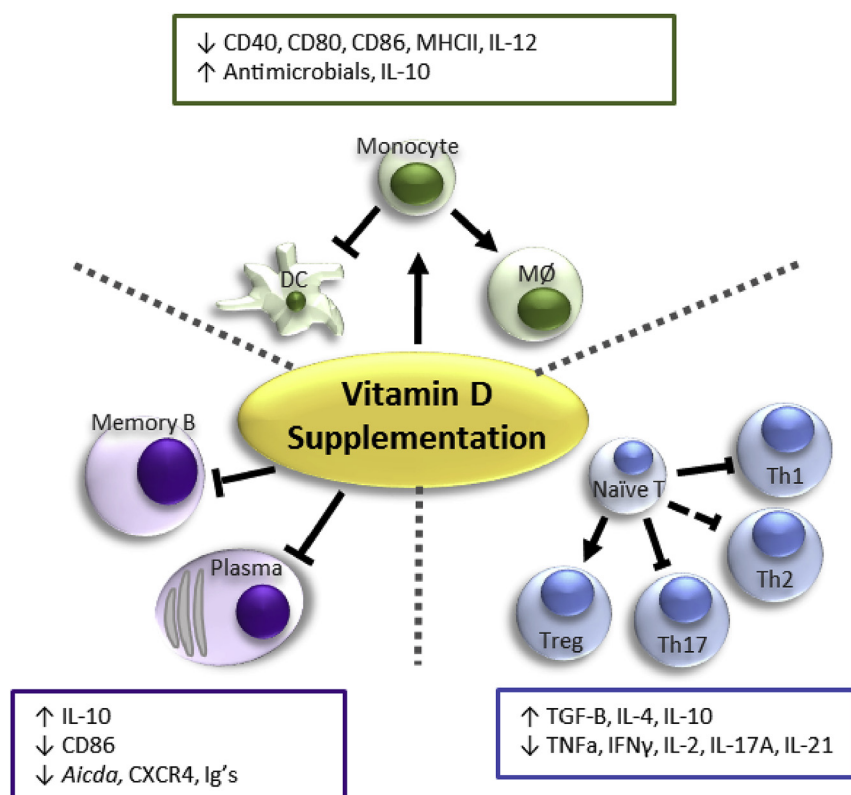 ↓ CD40, CD80, CD86, MHCII, IL-12
↑ Antimicrobials, IL-10
Monocyte
DC
MØ
Vitamin D
Supplementation
Memory B
Plasma
Naïve T
Th1
Th2
Th17
Treg
↑ IL-10
↓ CD86
↓ Aicda, CXCR4, Ig's
↑ TGF-B, IL-4, IL-10
↓ TNFa, IFNγ, IL-2, IL-17A, IL-21